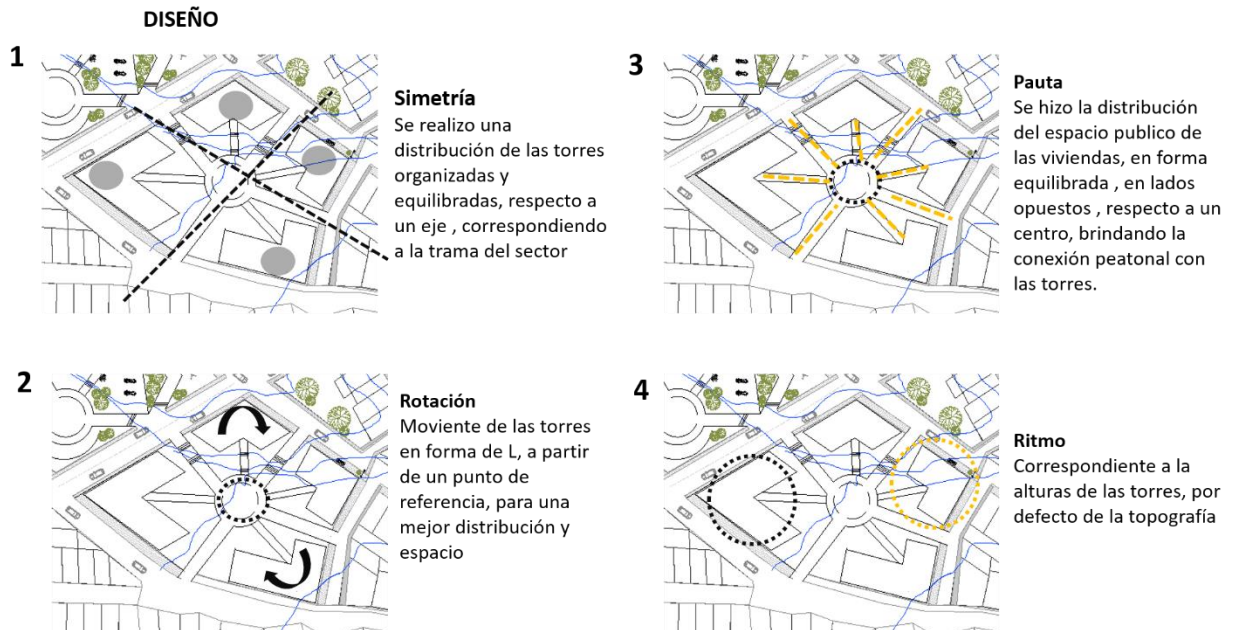 DISEÑO
1
Simetría
Se realizo una
distribución de las torres
organizadas y
equilibradas, respecto a
un eje , correspondiendo
a la trama del sector
2
Rotación
Moviente de las torres
en forma de L, a partir
de un punto de
referencia, para una
mejor distribución y
espacio
3
Pauta
Se hizo la distribución
del espacio publico de
las viviendas, en forma
equilibrada , en lados
opuestos , respecto a un
centro, brindando la
conexión peatonal con
las torres.
4
Ritmo
Correspondiente a la
alturas de las torres, por
defecto de la topografía